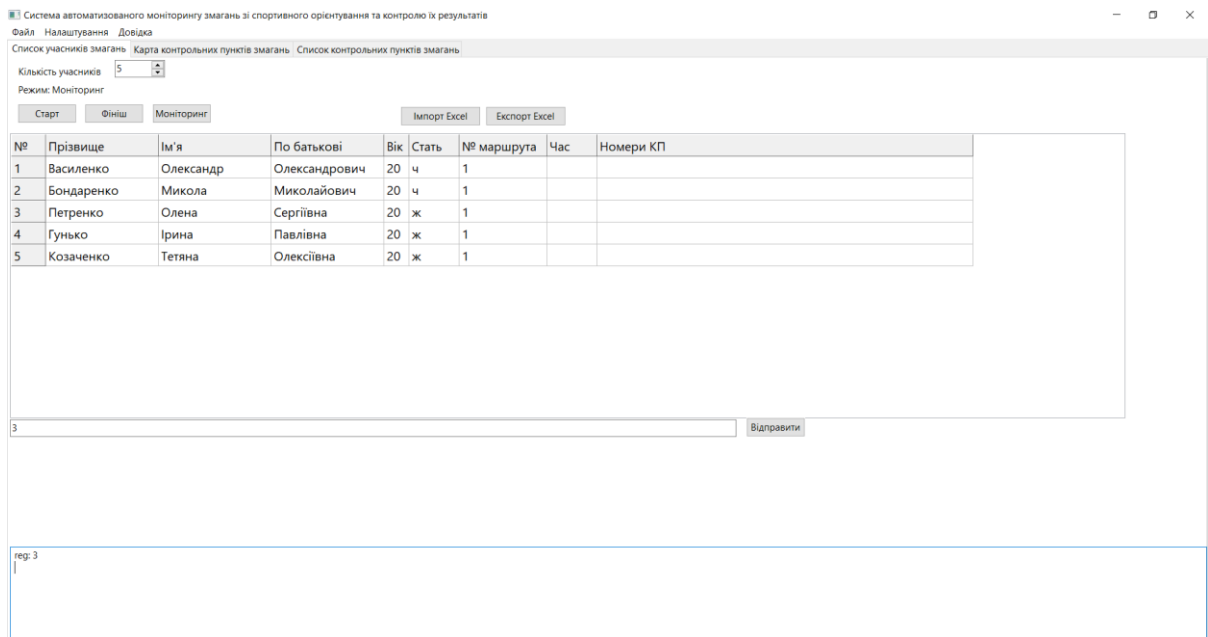 Система автоматизованого моніторингу змагань зі спортивного орієнтування та контролю їх результатів
Файл Налаштування Довідка
Список учасників змагань Карта контрольних пунктів змагань Список контрольних пунктів змагань
Кількість учасників 5
Режим: Моніторинг
Старт Фініш Моніторинг Імпорт Excel Експорт Excel
№ Прізвище Ім'я По батькові Вік Стать № маршрута Час Номери КП
1 Василенко Олександр Олександрович 20 ч 1
2 Бондаренко Микола Миколайович 20 ч 1
3 Петренко Олена Сергіївна 20 ж 1
4 Гунько Ірина Павлівна 20 ж 1
5 Козаченко Тетяна Олексіївна 20 ж 1
3 Відправити
reg: 3